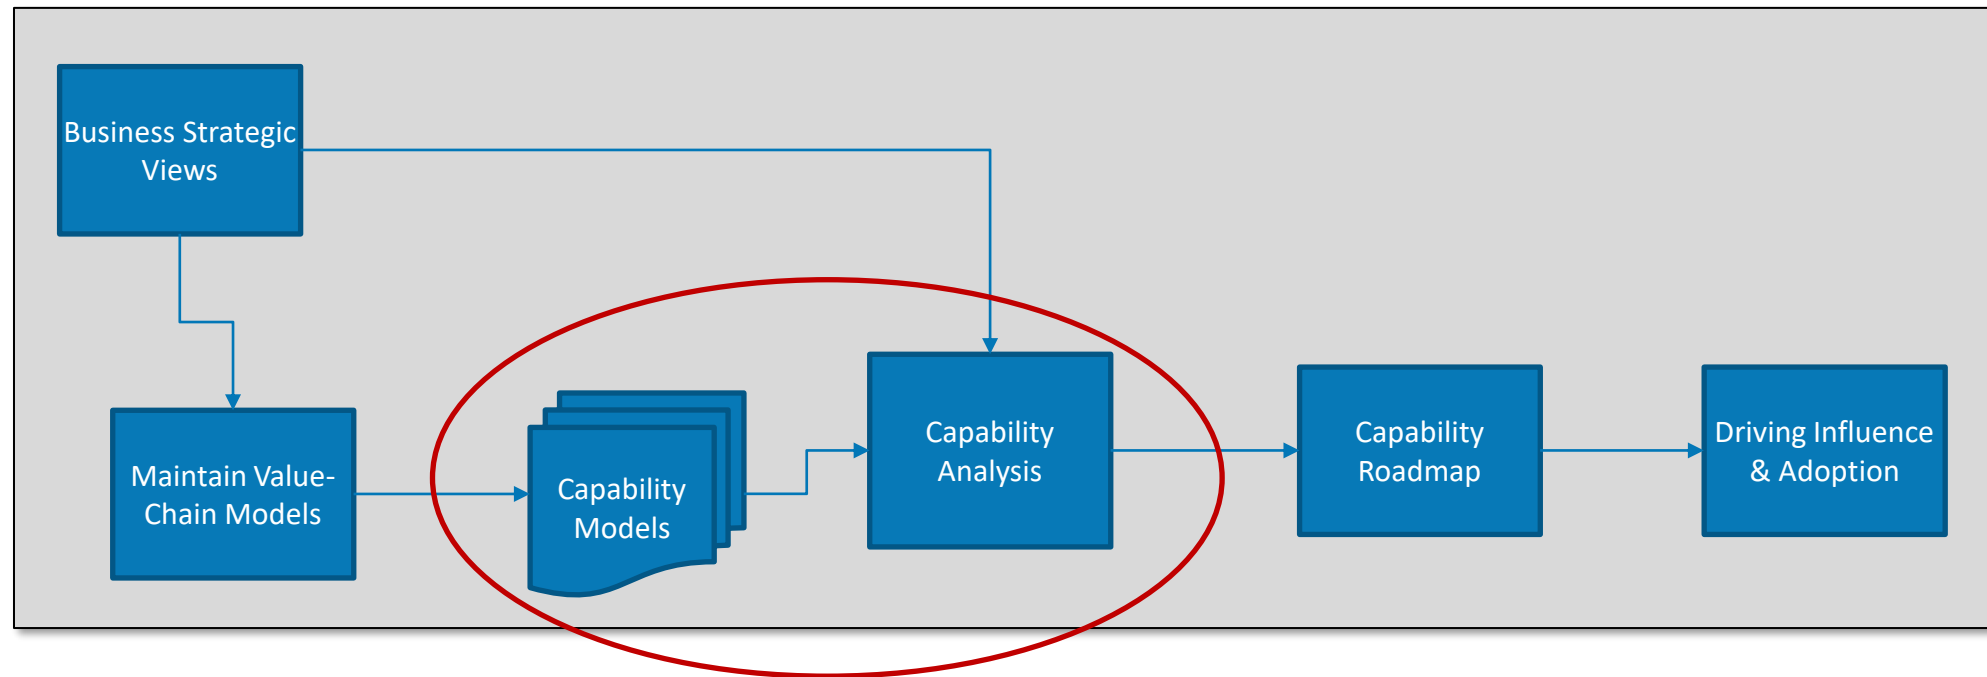 Business Strategic
Views
Maintain Value-
Chain Models
Capability
Models
Capability
Analysis
Capability
Roadmap
Driving Influence
& Adoption